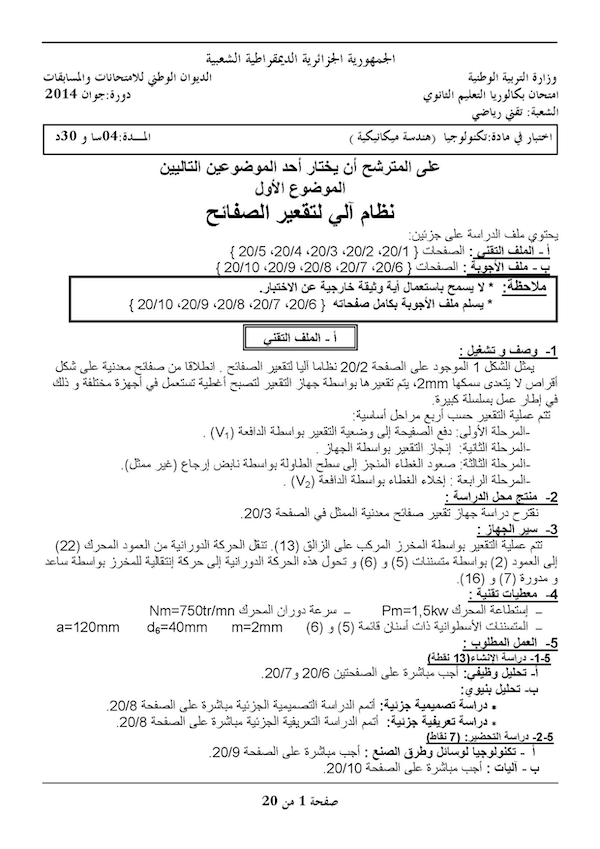 الجمهورية الجزائرية الديمقراطية الشعبية
وزارة التربية الوطنية الديوان الوطني للامتحانات والمسابقات
امتحان بكالوريا التعليم الثانوي دورة:جوان 2014
الشعبة: تقني رياضي
اختبار في مادة:تكنولوجيا (هندسة ميكانيكية ) المـــدة:04سا و 30د
على المترشح أن يختار أحد الموضوعين التاليين
الموضوع الأول
نظام آلي لتقعير الصفائح
يحتوي ملف الدراسة على جزئين:
أ - الملف التقني : الصفحات { 20/1، 20/2، 20/3، 20/4، 20/5 }
ب - ملف الأجوبة : الصفحات { 20/6، 20/7، 20/8، 20/9، 20/10 }
ملاحظة: * لا يسمح باستعمال أية وثيقة خارجية عن الاختبار.
* يسلم ملف الأجوبة بكامل صفحاته { 20/6، 20/7، 20/8، 20/9، 20/10 }
أ - الملف التقني
1- وصف و تشغيل :
يمثل الشكل 1 الموجود على الصفحة 20/2 نظاما آليا لتقعير الصفائح . انطلاقا من صفائح معدنية على شكل
أقراص لا يتعدى سمكها 2mm، يتم تقعيرها بواسطة جهاز التقعير لتصبح أغطية تستعمل في أجهزة مختلفة و ذلك
في إطار عمل بسلسلة كبيرة.
تتم عملية التقعير حسب أربع مراحل أساسية:
-المرحلة الأولى: دفع الصفيحة إلى وضعية التقعير بواسطة الدافعة (V1) .
-المرحلة الثانية: إنجاز التقعير بواسطة الجهاز .
-المرحلة الثالثة: صعود الغطاء المنجز إلى سطح الطاولة بواسطة نابض إرجاع (غير ممثل).
-المرحلة الرابعة : إخلاء الغطاء بواسطة الدافعة (V2) .
2- منتج محل الدراسة :
نقترح دراسة جهاز تقعير صفائح معدنية الممثل في الصفحة 20/3.
3- سير الجهاز :
تتم عملية التقعير بواسطة المخرز المركب على الزالق (13). تنقل الحركة الدورانية من العمود المحرك (22)
إلى العمود (2) بواسطة متسننات (5) و (6) و تحول هذه الحركة الدورانية إلى حركة إنتقالية للمخرز بواسطة ساعد
و مدورة (7) و (16).
4- معطيات تقنية :
– إستطاعة المحرك Pm=1,5kw – سرعة دوران المحرك Nm=750tr/mn
– المتسننات الأسطوانية ذات أسنان قائمة (5) و (6) m=2mm d6=40mm a=120mm
5- العمل المطلوب :
5-1- دراسة الانشاء(13 نقطة)
أ- تحليل وظيفي: أجب مباشرة على الصفحتين 20/6 و20/7.
ب- تحليل بنيوي:
* دراسة تصميمية جزئية: أتمم الدراسة التصميمية الجزئية مباشرة على الصفحة 20/8.
* دراسة تعريفية جزئية: أتمم الدراسة التعريفية الجزئية مباشرة على الصفحة 20/8.
5-2- دراسة التحضير: (7 نقاط)
أ - تكنولوجيا لوسائل وطرق الصنع : أجب مباشرة على الصفحة 20/9.
ب - آليات : أجب مباشرة على الصفحة 20/10.
صفحة 1 من 20